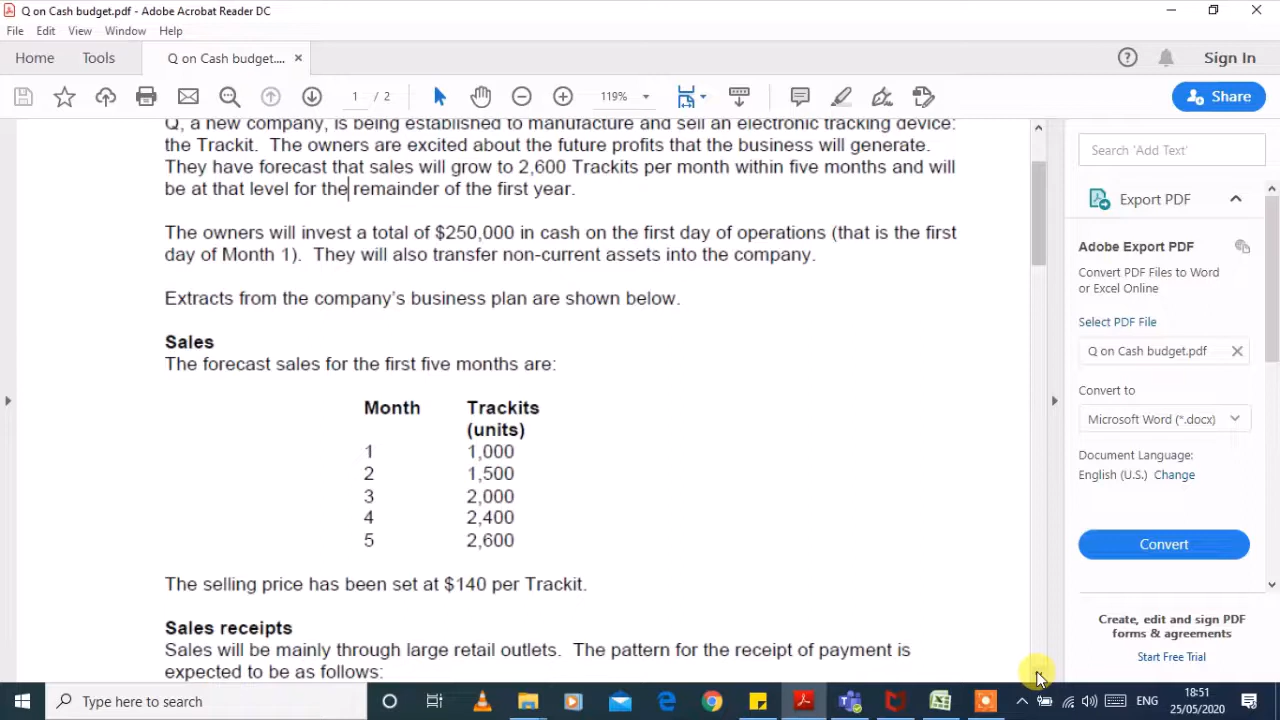 Q on Cash budget.pdf - Adobe Acrobat Reader DC
File Edit View Window Help
Home Tools Q on Cash budget.... × Sign In
1 / 2 119% Share
Q, a new company, is being established to manufacture and sell an electronic tracking device:
the Trackit. The owners are excited about the future profits that the business will generate.
They have forecast that sales will grow to 2,600 Trackits per month within five months and will
be at that level for the remainder of the first year.
The owners will invest a total of $250,000 in cash on the first day of operations (that is the first
day of Month 1). They will also transfer non-current assets into the company.
Extracts from the company's business plan are shown below.
Sales
The forecast sales for the first five months are:
Month Trackits
(units)
1 1,000
2 1,500
3 2,000
4 2,400
5 2,600
The selling price has been set at $140 per Trackit.
Sales receipts
Sales will be mainly through large retail outlets. The pattern for the receipt of payment is
expected to be as follows:
Search 'Add Text'
Export PDF
Adobe Export PDF
Convert PDF Files to Word
or Excel Online
Select PDF File
Q on Cash budget.pdf
Convert to
Microsoft Word (*.docx)
Document Language:
English (U.S.) Change
Convert
Create, edit and sign PDF
forms & agreements
Start Free Trial
Type here to search
ENG
18:51
25/05/2020